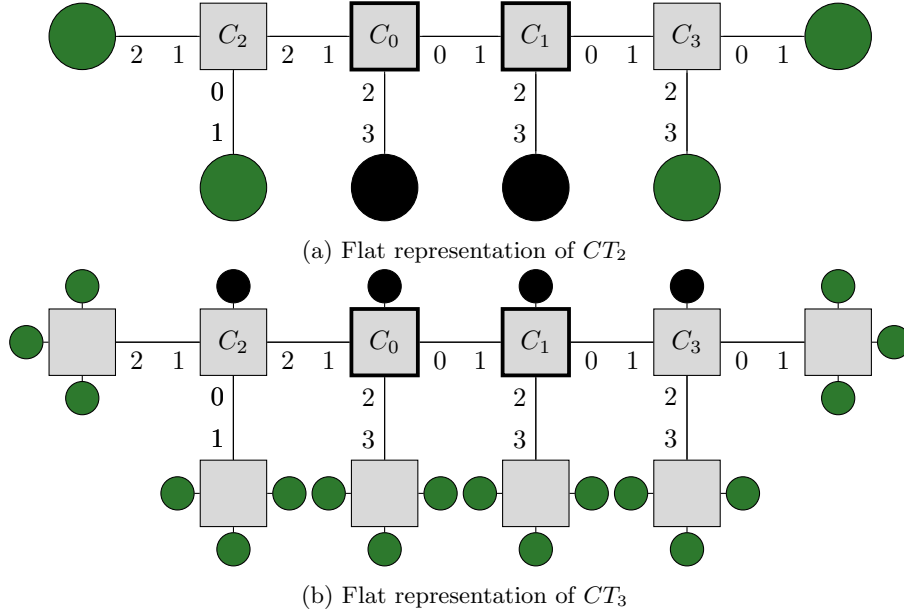 C₂ C₀ C₁ C₃
2 1 2 1 0 1 0 1 0 1
0 2 2 2
1 3 3 3
(a) Flat representation of CT₂
C₂ C₀ C₁ C₃
2 1 2 1 0 1 0 1 0 1
0 2 2 2
1 3 3 3
(b) Flat representation of CT₃